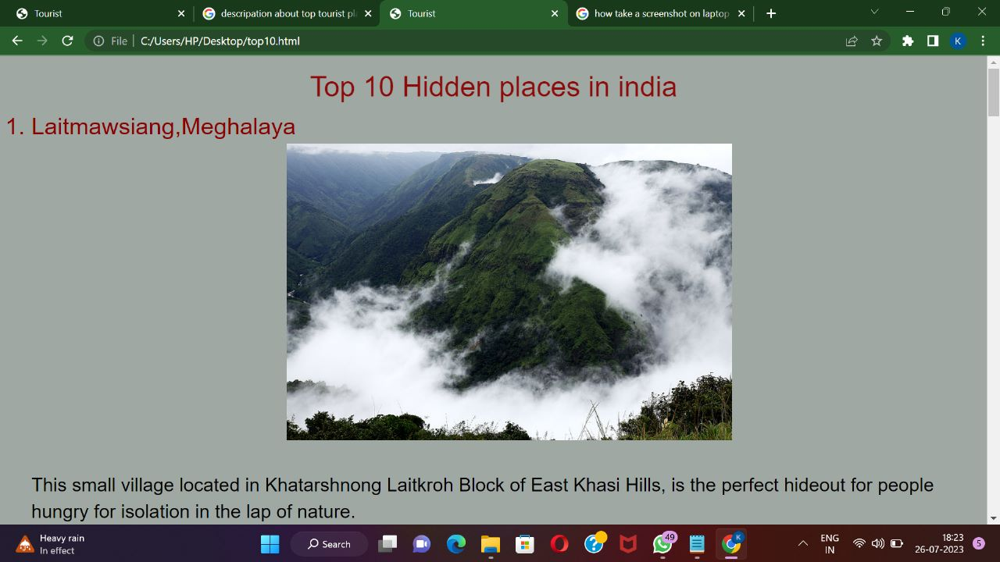 Tourist
descripation about top tourist pl
Tourist
how take a screenshot on laptop
File
C:/Users/HP/Desktop/top10.html
K
Top 10 Hidden places in india
1. Laitmawsiang,Meghalaya
This small village located in Khatarshnong Laitkroh Block of East Khasi Hills, is the perfect hideout for people
hungry for isolation in the lap of nature.
Heavy rain
In effect
Search
49
K
ENG
IN
18:23
26-07-2023
5